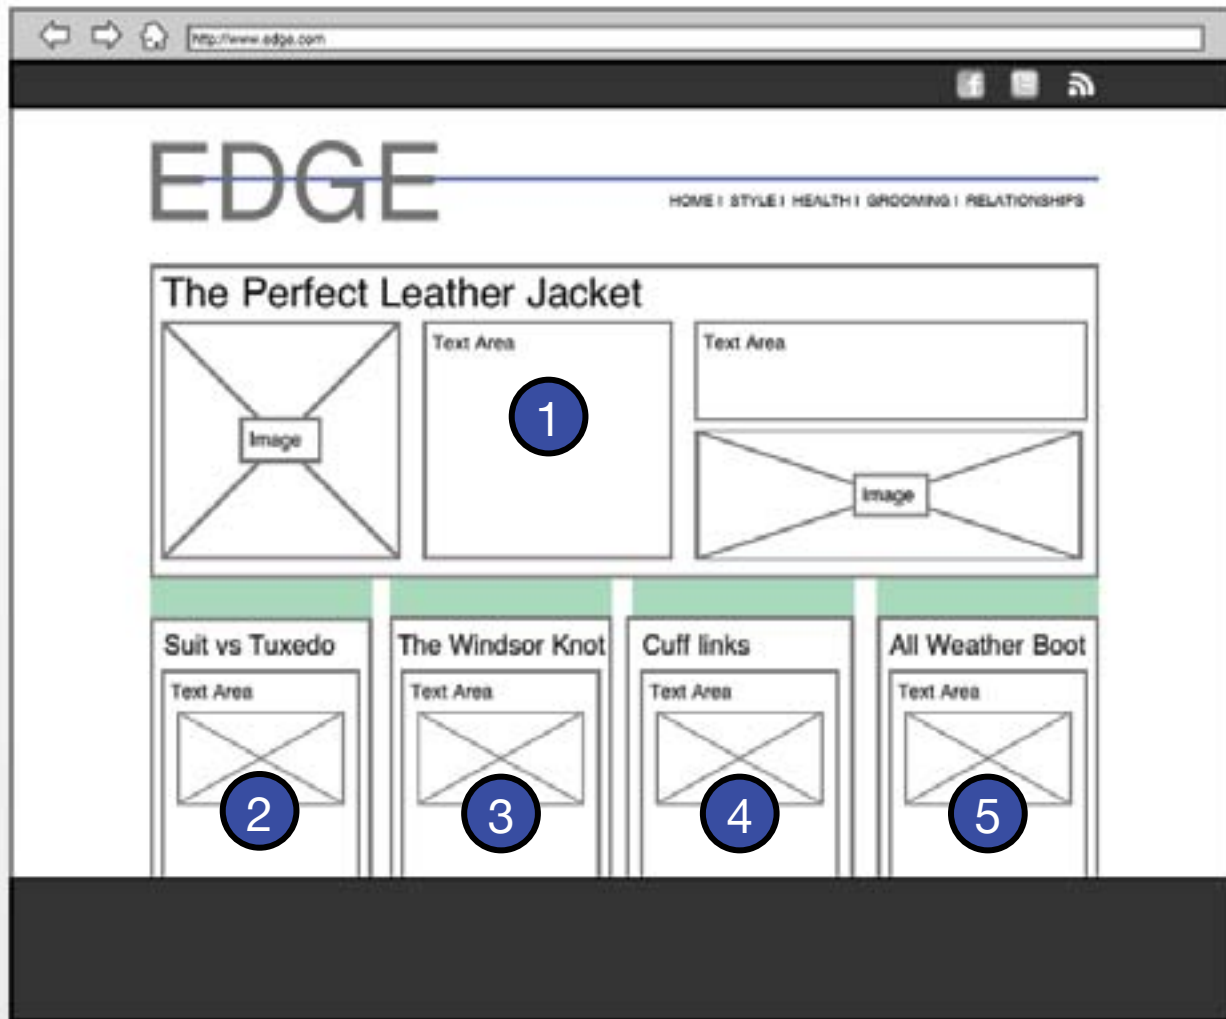 http://www.edge.com
EDGE
HOME I STYLE I HEALTH I GROOMING I RELATIONSHIPS
The Perfect Leather Jacket
Text Area
Text Area
1
Image
Image
Suit vs Tuxedo
The Windsor Knot
Cuff links
All Weather Boot
Text Area
Text Area
Text Area
Text Area
2
3
4
5